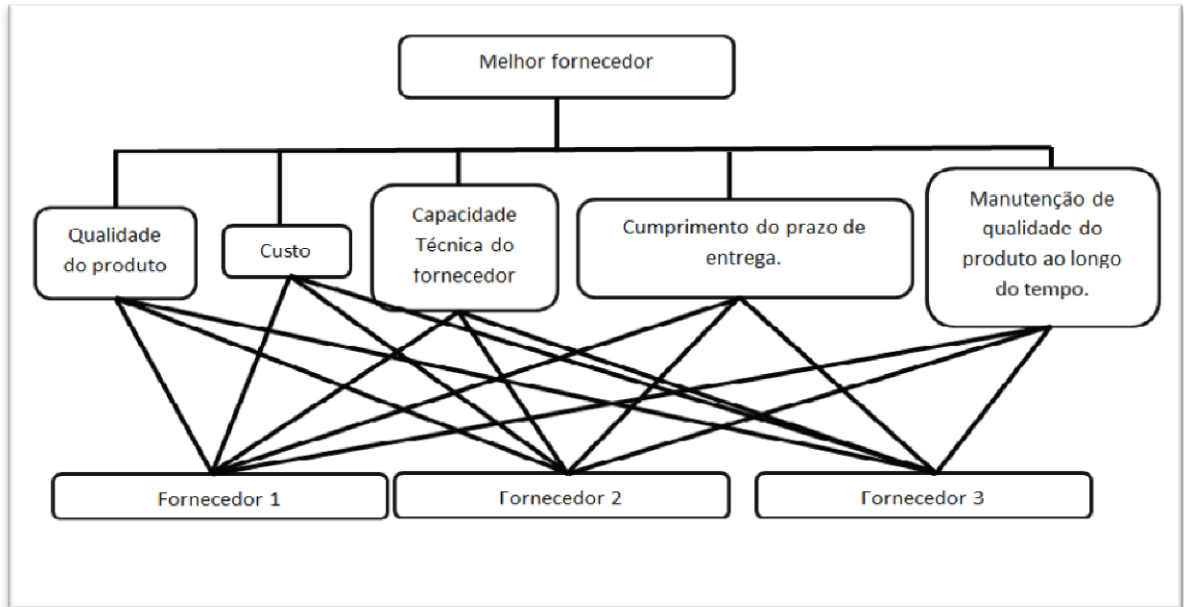 Melhor fornecedor
Qualidade
do produto
Custo
Capacidade
Técnica do
fornecedor
Cumprimento do prazo de
entrega.
Manutenção de
qualidade do
produto ao longo
do tempo.
Fornecedor 1
Fornecedor 2
Fornecedor 3